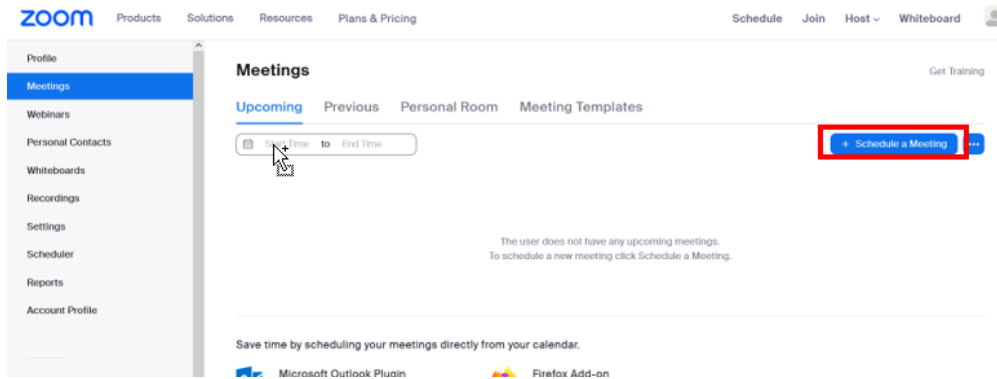 zoom Products Solutions Resources Plans & Pricing Schedule Join Host Whiteboard
Profile
Meetings
Webinars
Personal Contacts
Whiteboards
Recordings
Settings
Scheduler
Reports
Account Profile
Meetings
Get Training
Upcoming Previous Personal Room Meeting Templates
Start Time to End Time
+ Schedule a Meeting
The user does not have any upcoming meetings.
To schedule a new meeting click Schedule a Meeting.
Save time by scheduling your meetings directly from your calendar.
Microsoft Outlook Plugin
Firefox Add-on